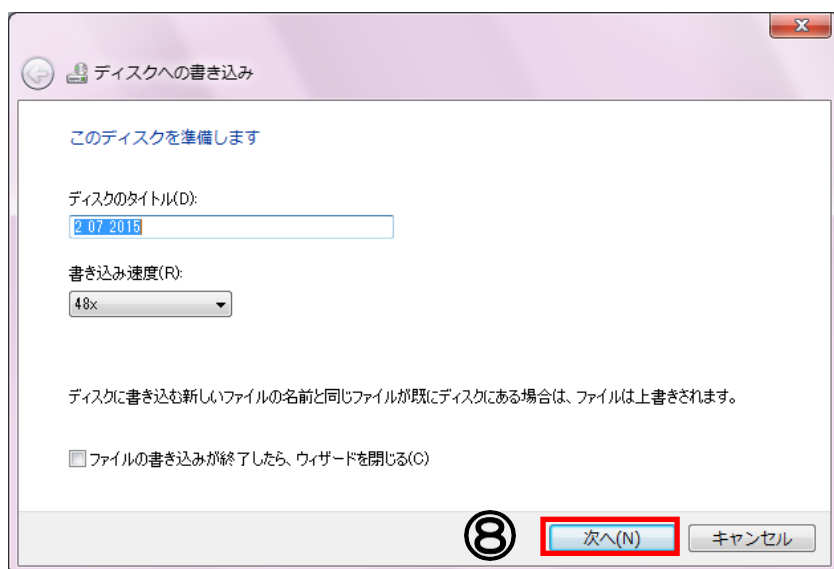 ディスクへの書き込み
このディスクを準備します
ディスクのタイトル(D):
2 07 2015
書き込み速度(R):
48x
ディスクに書き込む新しいファイルの名前と同じファイルが既にディスクにある場合は、ファイルは上書きされます。
ファイルの書き込みが終了したら、ウィザードを閉じる(C)
⑧ 次へ(N) キャンセル